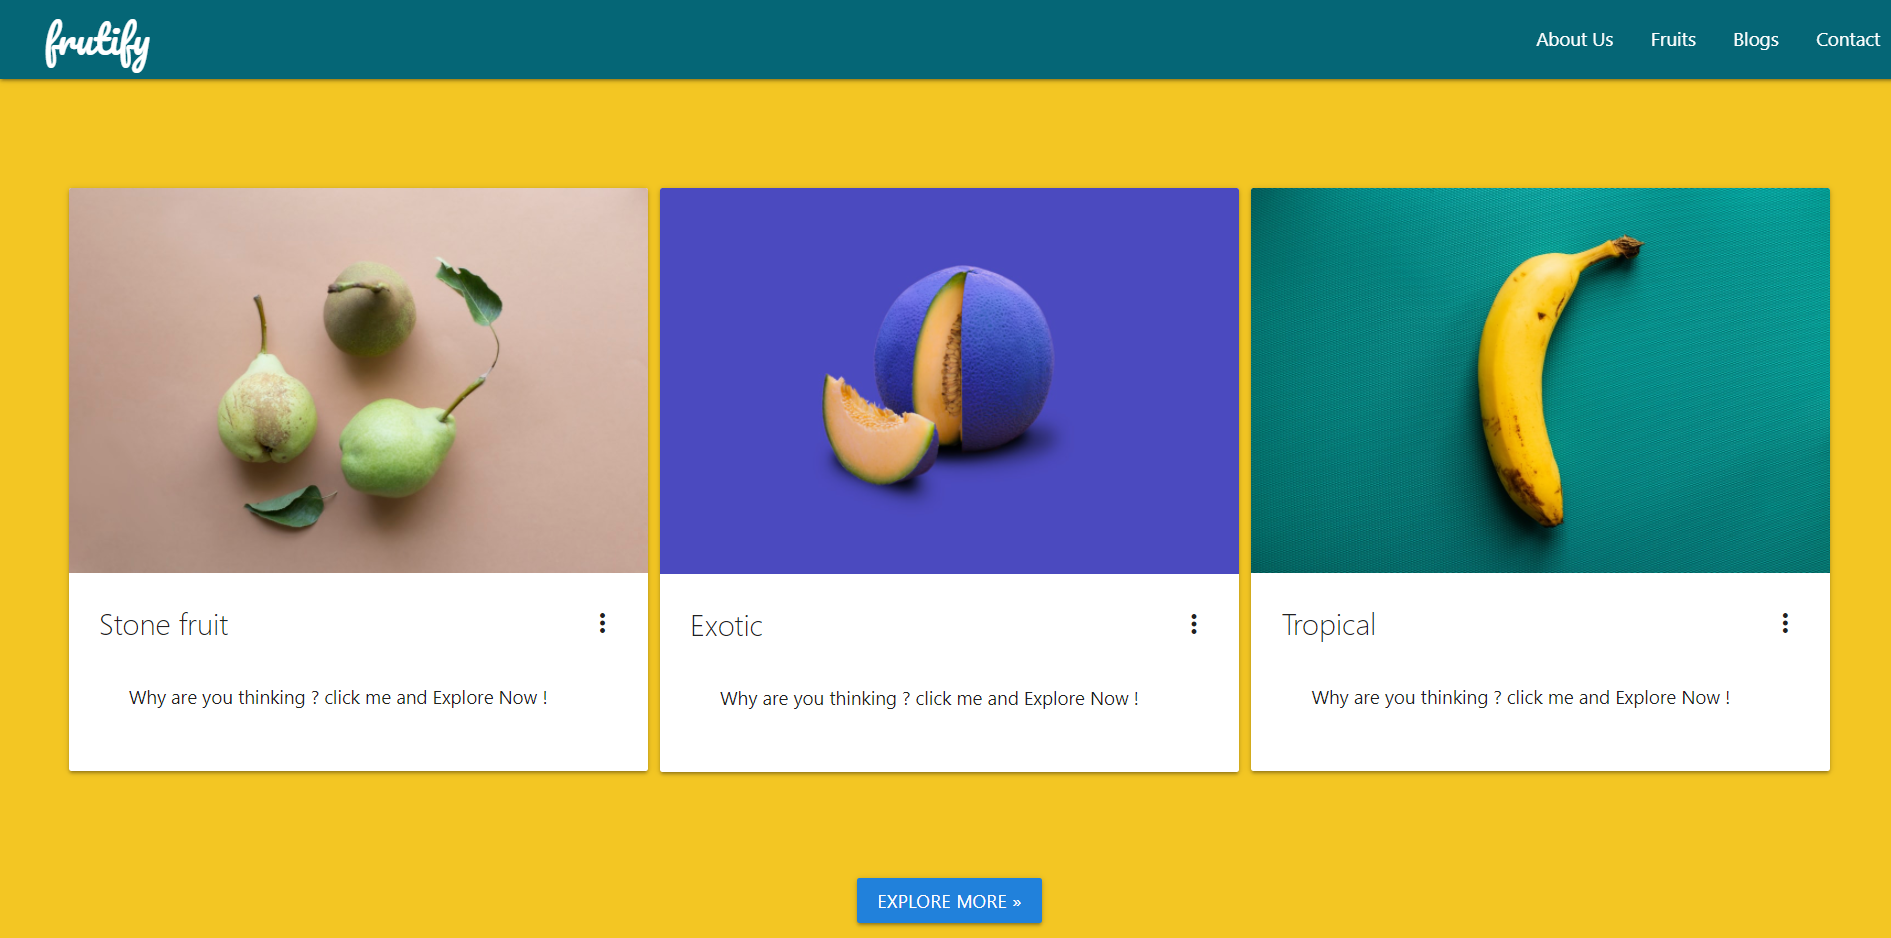 frutify
About Us Fruits Blogs Contact
Stone fruit
Why are you thinking ? click me and Explore Now !
Exotic
Why are you thinking ? click me and Explore Now !
Tropical
Why are you thinking ? click me and Explore Now !
EXPLORE MORE »